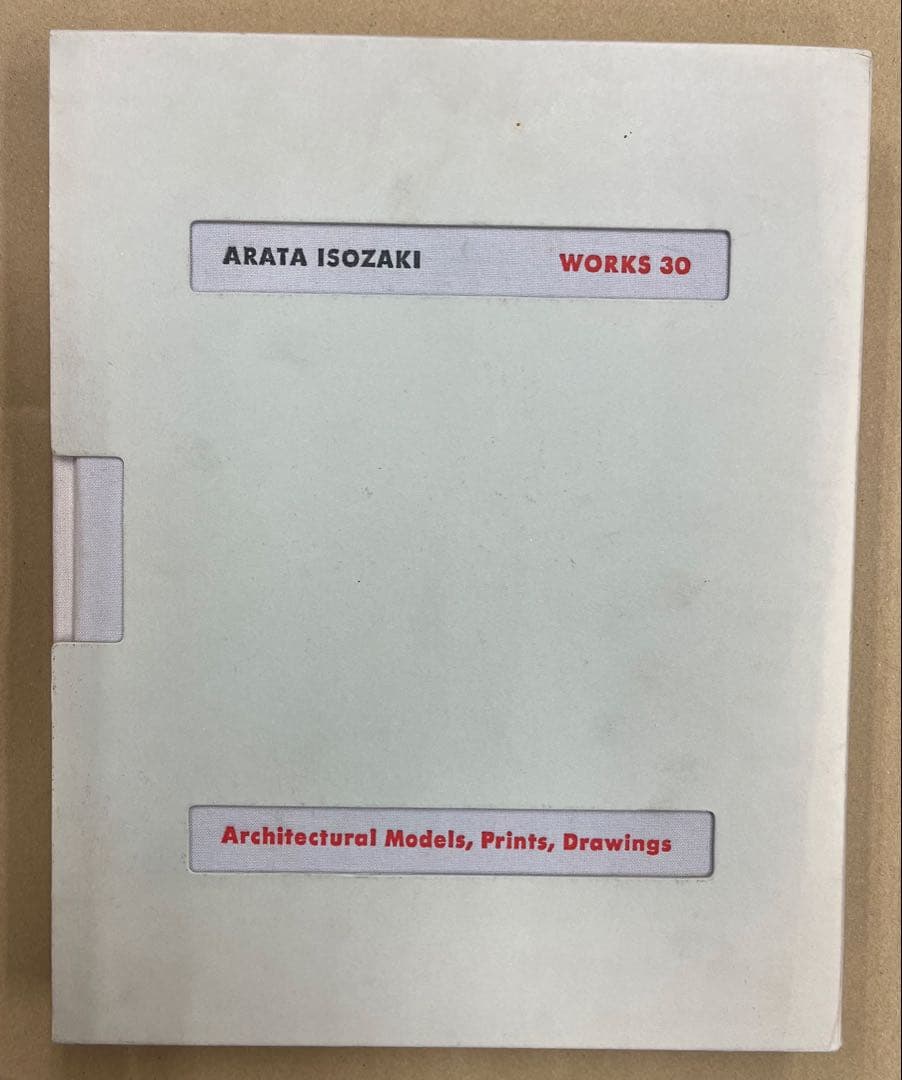 ARATA ISOZAKI WORKS 30
Architectural Models, Prints, Drawings